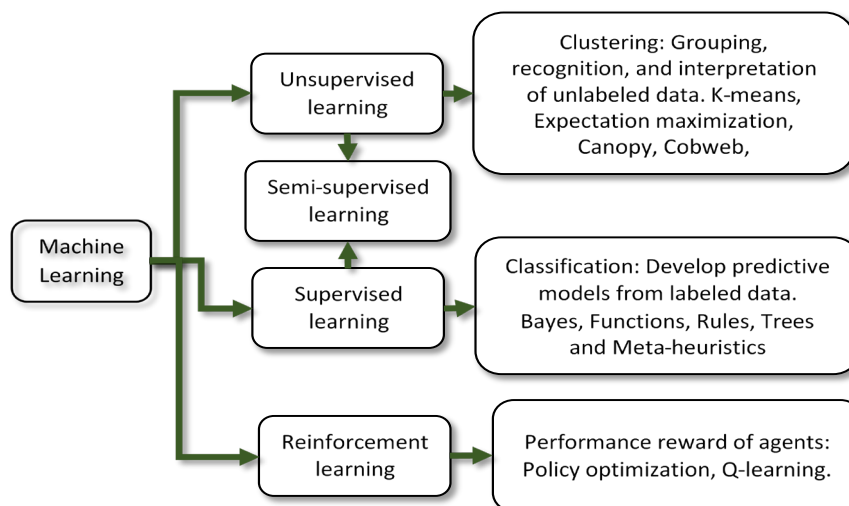 Unsupervised
learning
Clustering: Grouping,
recognition, and interpretation
of unlabeled data. K-means,
Expectation maximization,
Canopy, Cobweb,
Semi-supervised
learning
Machine
Learning
Supervised
learning
Classification: Develop predictive
models from labeled data.
Bayes, Functions, Rules, Trees
and Meta-heuristics
Reinforcement
learning
Performance reward of agents:
Policy optimization, Q-learning.